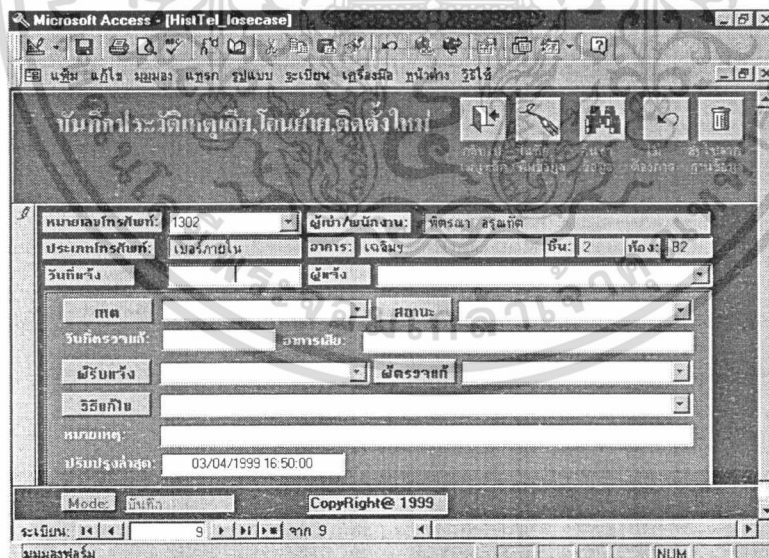 Microsoft Access - [HistTel_losecase]
แฟ้ม แก้ไข มุมมอง แทรก รูปแบบ ระเบียน เครื่องมือ หน้าต่าง วิธีใช้
บันทึกประวัติเหตุเสีย,โอนย้าย,ติดตั้งใหม่
หมายเลขโทรศัพท์: 1302 ผู้เช่า/พนักงาน: พิตรณา อรุณทัต
ประเภทโทรศัพท์: เบอร์ภายใน อาคาร: เฉลิมฯ ชั้น: 2 ห้อง: B2
วันที่แจ้ง ผู้แจ้ง
เหตุ สถานะ
วันที่ตรวจแก้: อาการเสีย:
ผู้รับแจ้ง ผู้ตรวจแก้
วิธีแก้ไข
หมายเหตุ:
ปรับปรุงล่าสุด: 03/04/1999 16:50:00
Mode: บันทึก CopyRight@ 1999
ระเบียน: 9 จาก 9
มุมมองฟอร์ม NUM